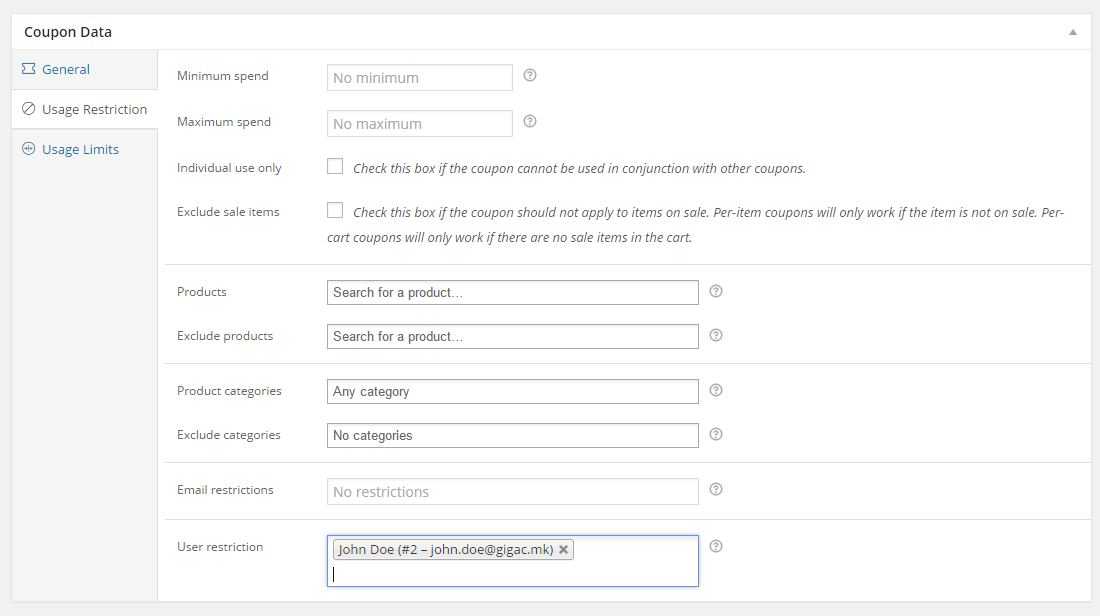 Coupon Data
General
Usage Restriction
Usage Limits
Minimum spend
No minimum
Maximum spend
No maximum
Individual use only
Check this box if the coupon cannot be used in conjunction with other coupons.
Exclude sale items
Check this box if the coupon should not apply to items on sale. Per-item coupons will only work if the item is not on sale. Per-
cart coupons will only work if there are no sale items in the cart.
Products
Search for a product…
Exclude products
Search for a product…
Product categories
Any category
Exclude categories
No categories
Email restrictions
No restrictions
User restriction
John Doe (#2 – john.doe@gigac.mk)